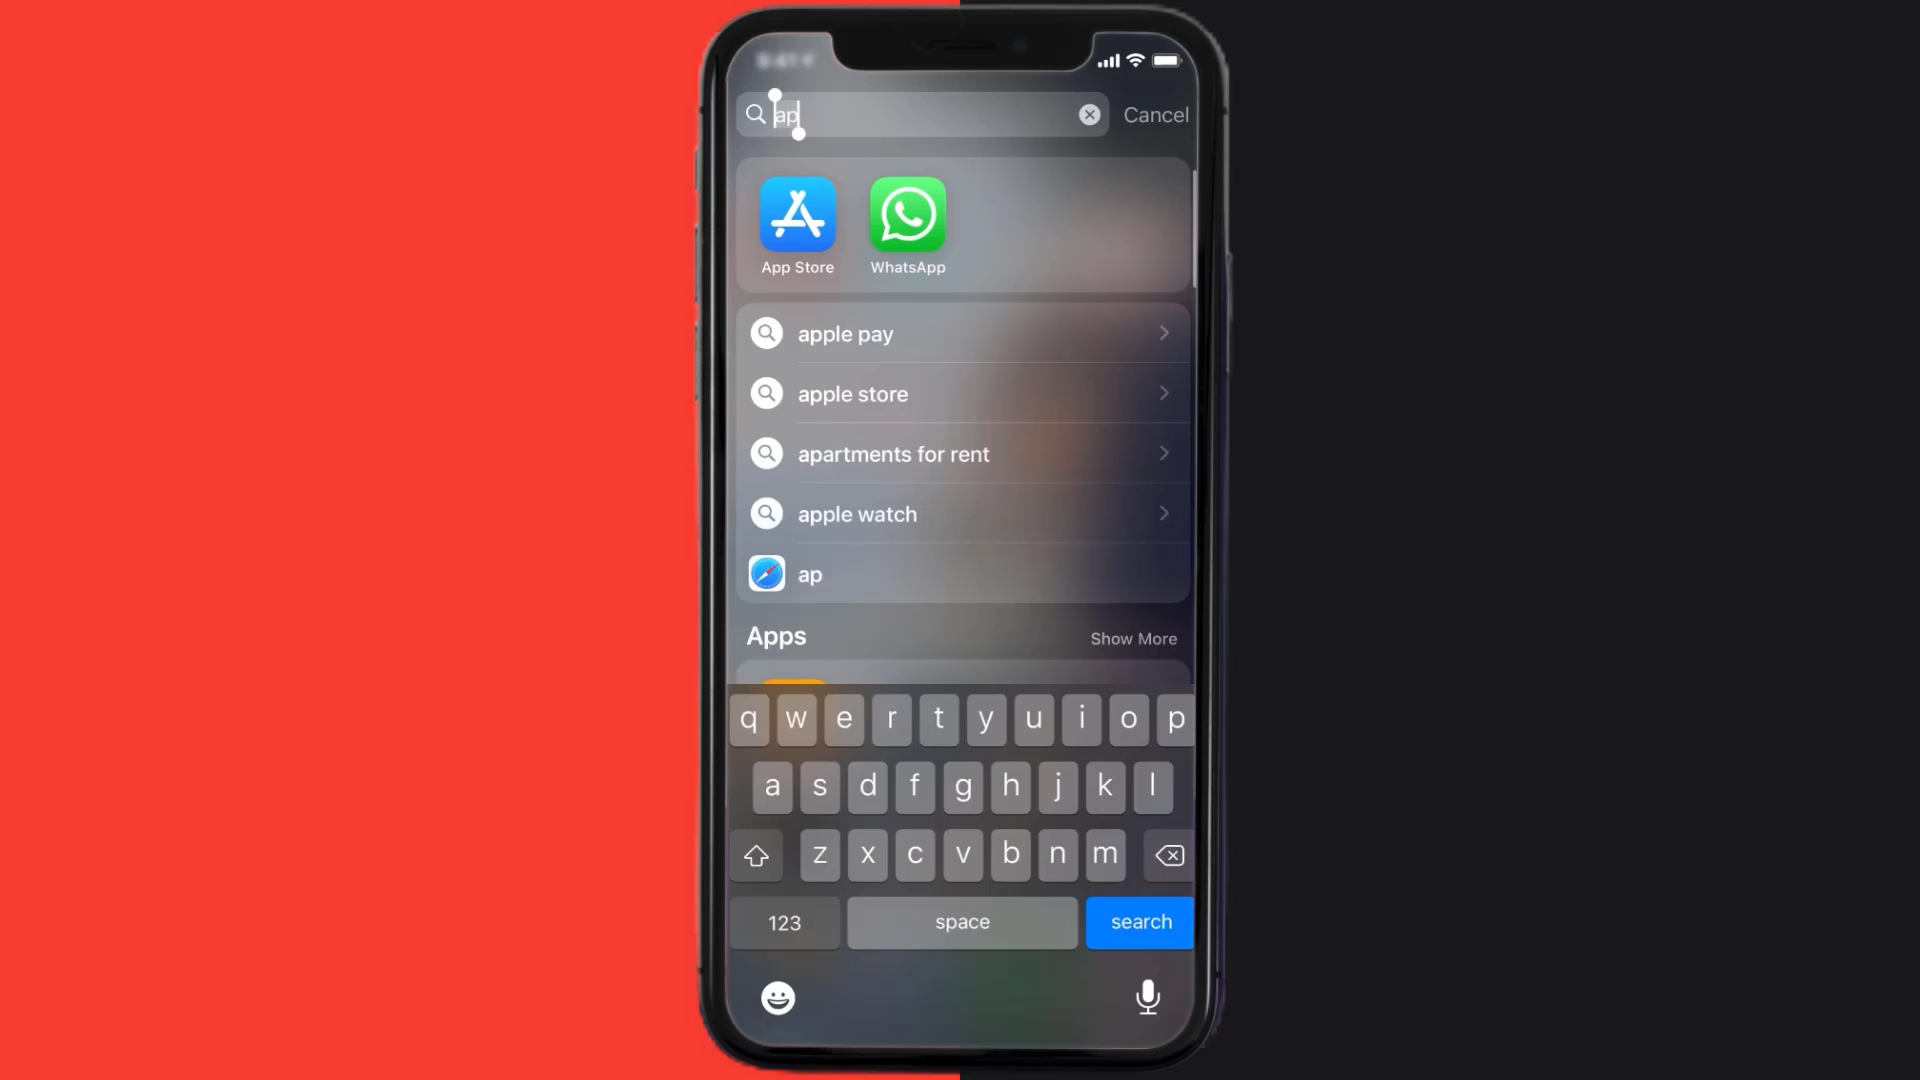 ap
Cancel
App Store
WhatsApp
apple pay
apple store
apartments for rent
apple watch
ap
Apps
Show More
q w e r t y u i o p
a s d f g h j k l
z x c v b n m
123
space
search